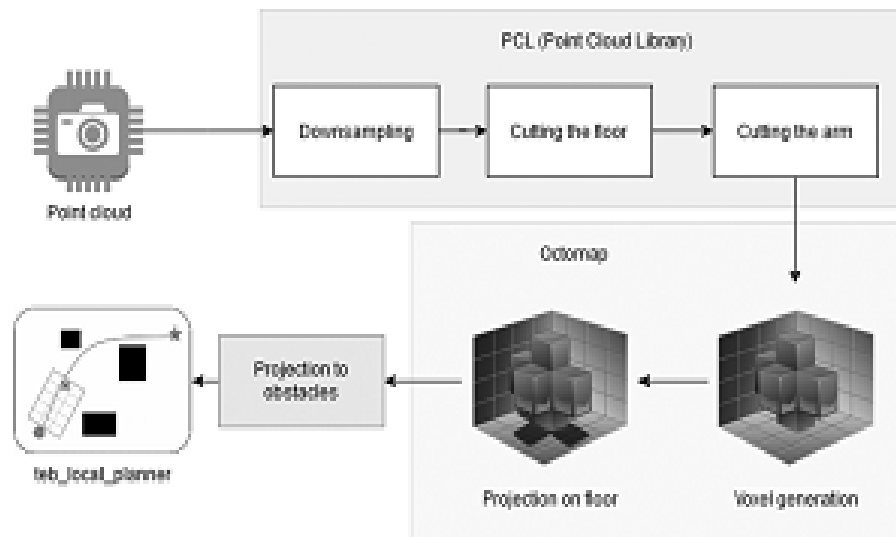 PCL (Point Cloud Library)
Downsampling
Cutting the floor
Cutting the arm
Point cloud
Octomap
Projection to
obstacles
teb_local_planner
Projection on floor
Voxel generation